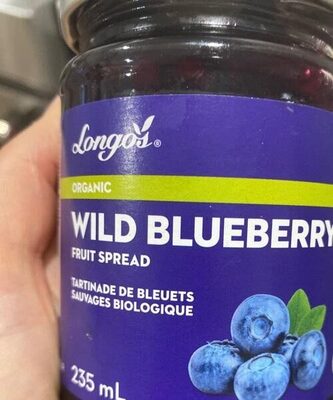 Longo's®
ORGANIC
WILD BLUEBERRY
FRUIT SPREAD
TARTINADE DE BLEUETS
SAUVAGES BIOLOGIQUE
235 mL